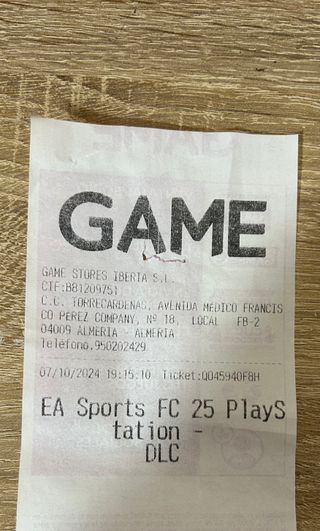 GAME
GAME STORES IBERIA S.L.
CIF:B81209751
C.C. TORRECARDENAS, AVENIDA MEDICO FRANCIS
CO PEREZ COMPANY, Nº 18, LOCAL FB-2
04009 ALMERIA - ALMERIA
Telefono.950202429
07/10/2024 19:15:10 Ticket:Q045940F8H
EA Sports FC 25 PlayS
tation -
DLC